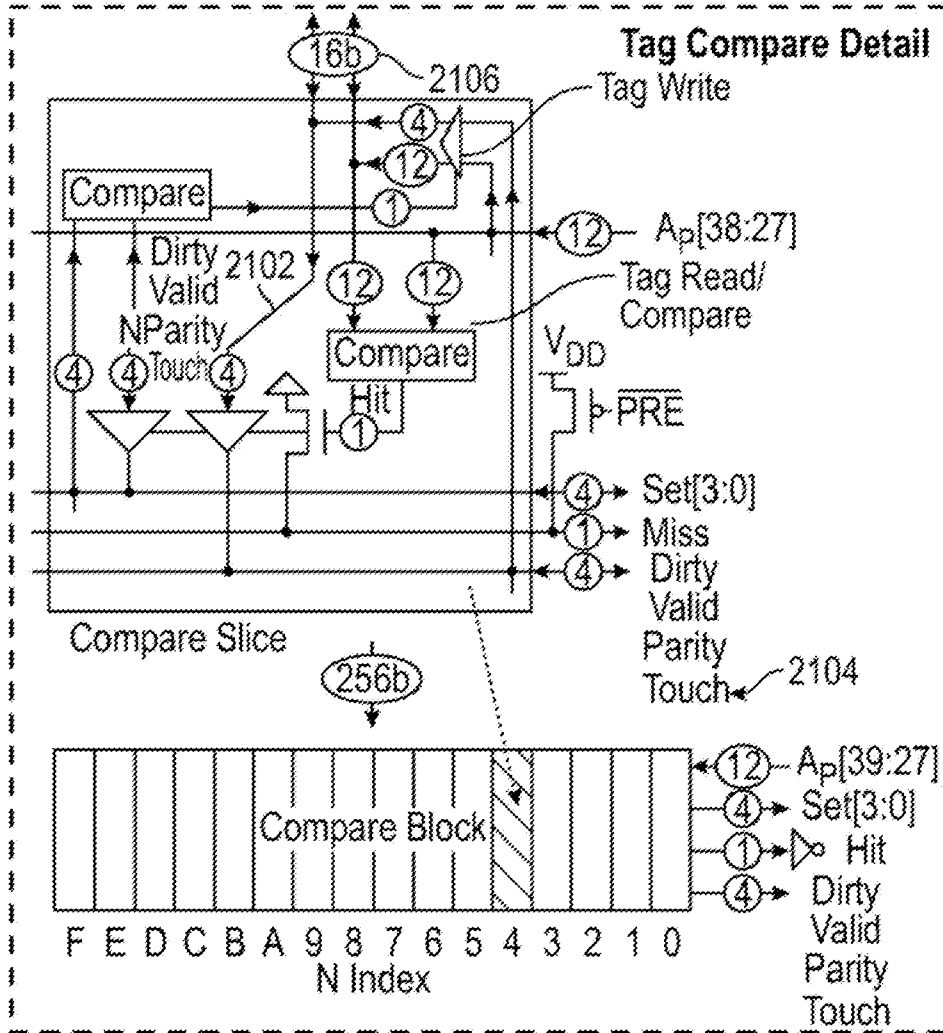 16b
2106
Tag Compare Detail
Tag Write
4
12
Compare
1
12
AP[38:27]
Dirty
Valid
NParity
Touch
2102
12
12
Tag Read/
Compare
Compare
4
4
4
Hit
1
VDD
PRE
4
Set[3:0]
1
Miss
4
Dirty
Valid
Parity
Touch
2104
Compare Slice
256b
12
AP[39:27]
4
Set[3:0]
Compare Block
1
Hit
4
Dirty
Valid
Parity
Touch
F E D C B A 9 8 7 6 5 4 3 2 1 0
N Index